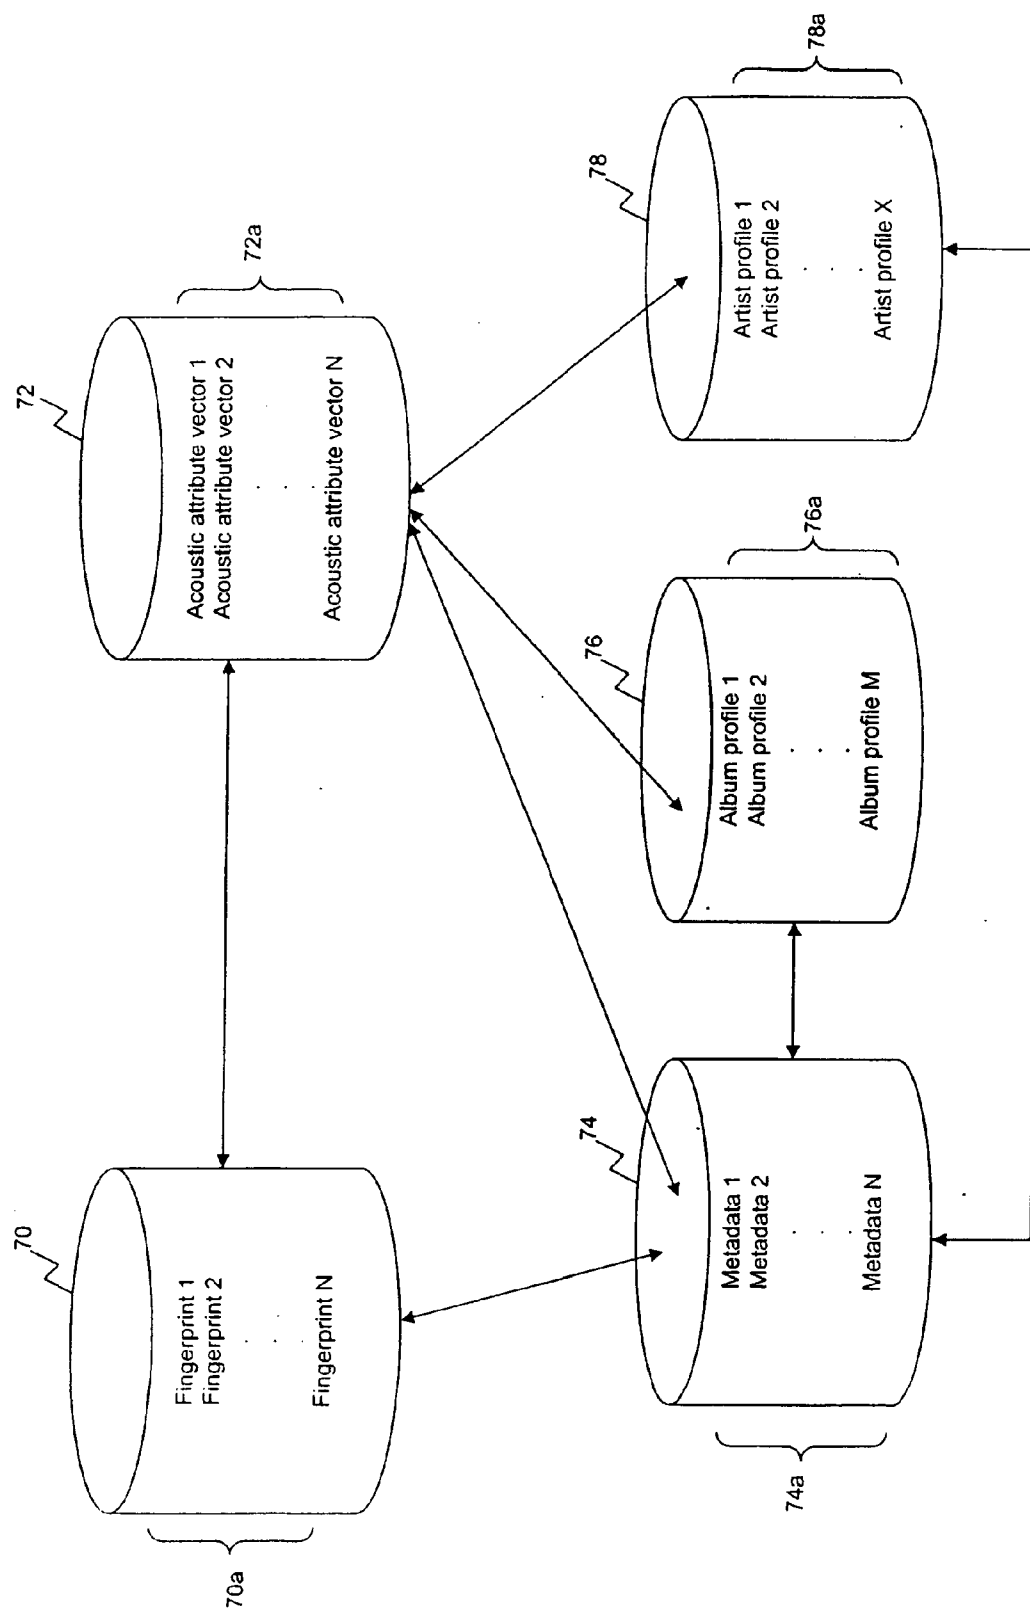 70
Fingerprint 1
Fingerprint 2
Fingerprint N
70a
72
Acoustic attribute vector 1
Acoustic attribute vector 2
Acoustic attribute vector N
72a
74
Metadata 1
Metadata 2
Metadata N
74a
76
Album profile 1
Album profile 2
Album profile M
76a
78
Artist profile 1
Artist profile 2
Artist profile X
78a